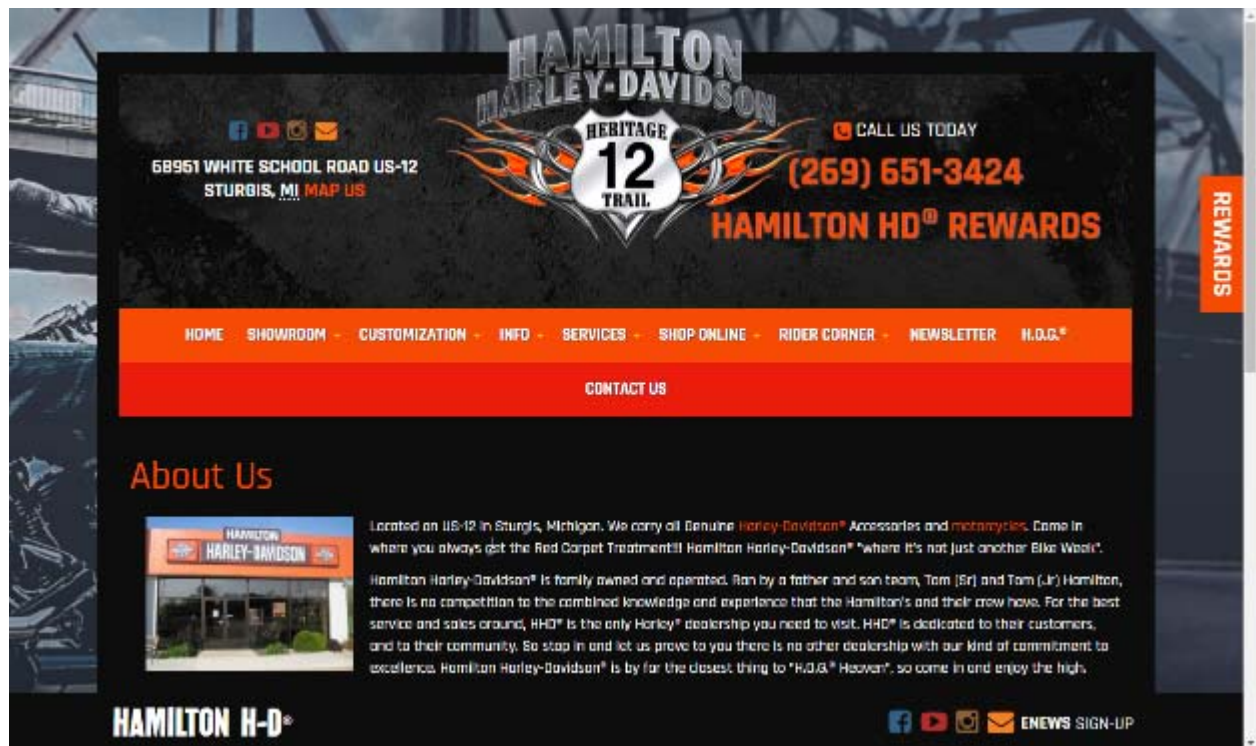 HAMILTON
HARLEY-DAVIDSON
HERITAGE
12
TRAIL
68951 WHITE SCHOOL ROAD US-12
STURGIS, MI MAP US
CALL US TODAY
(269) 651-3424
HAMILTON HD® REWARDS
REWARDS
HOME SHOWROOM CUSTOMIZATION INFO SERVICES SHOP ONLINE RIDER CORNER NEWSLETTER H.O.G.®
CONTACT US
About Us
HAMILTON
HARLEY-DAVIDSON
Located on US-12 in Sturgis, Michigan. We carry all Genuine Harley-Davidson® Accessories and motorcycles. Come in
where you always get the Red Carpet Treatment!!! Hamilton Harley-Davidson® "where it's not just another Bike Week".
Hamilton Harley-Davidson® is family owned and operated. Ran by a father and son team, Tom (Sr) and Tom (Jr) Hamilton,
there is no competition to the combined knowledge and experience that the Hamilton's and their crew have. For the best
service and sales around, HHD® is the only Harley® dealership you need to visit. HHD® is dedicated to their customers,
and to their community. So stop in and let us prove to you there is no other dealership with our kind of commitment to
excellence. Hamilton Harley-Davidson® is by far the closest thing to "H.O.G.® Heaven", so come in and enjoy the high.
HAMILTON H-D®
ENEWS SIGN-UP